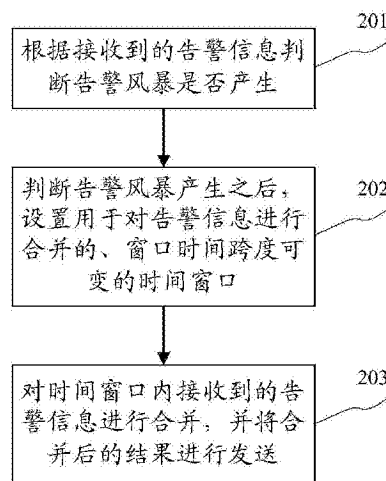 201
根据接收到的告警信息判
断告警风暴是否产生
202
判断告警风暴产生之后，
设置用于对告警信息进行
合并的、窗口时间跨度可
变的时间窗口
203
对时间窗口内接收到的告
警信息进行合并，并将合
并后的结果进行发送